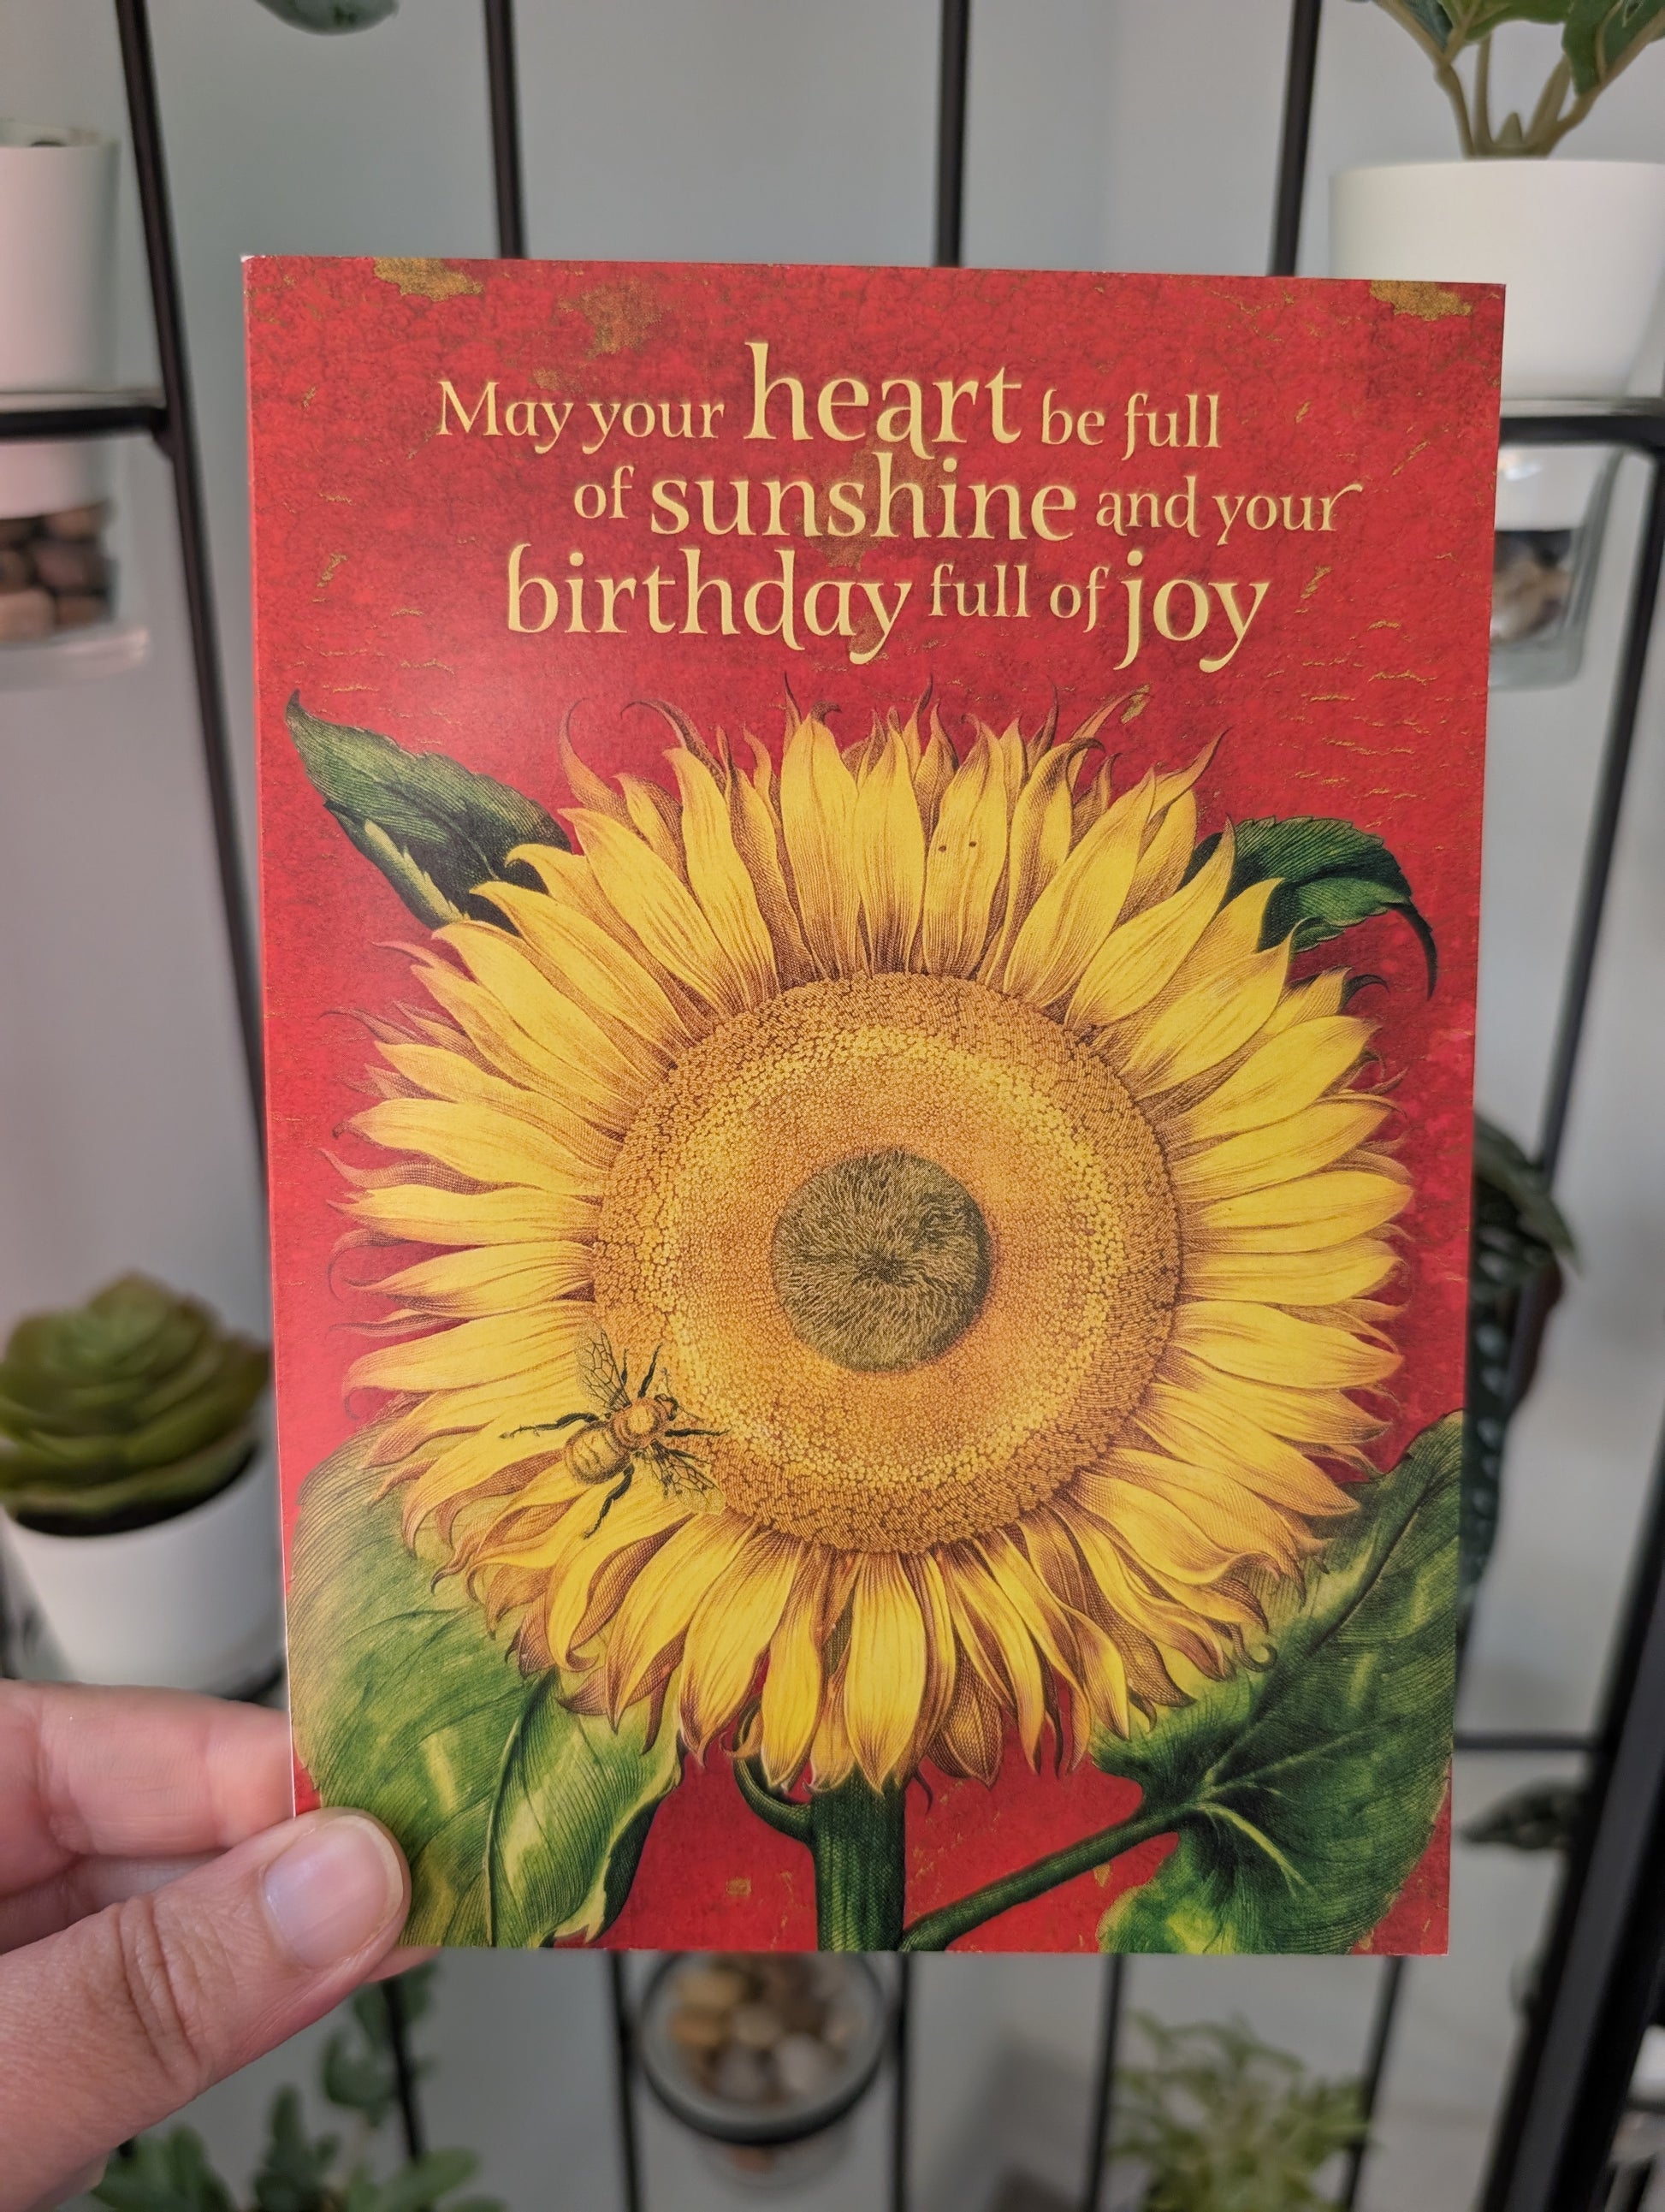 May your heart be full
of sunshine and your
birthday full of joy